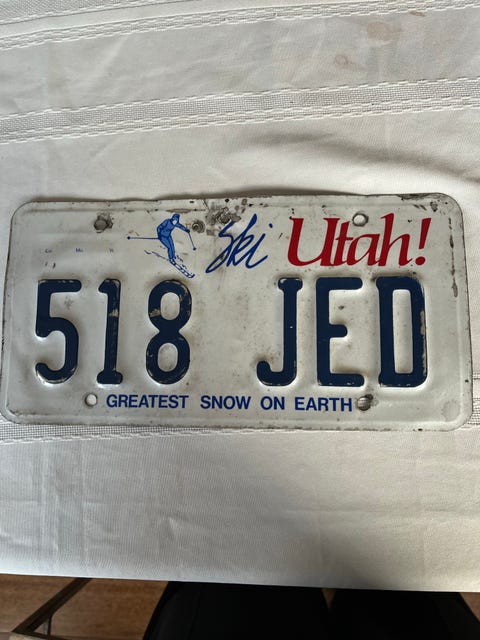 Ski Utah!
518 JED
GREATEST SNOW ON EARTH